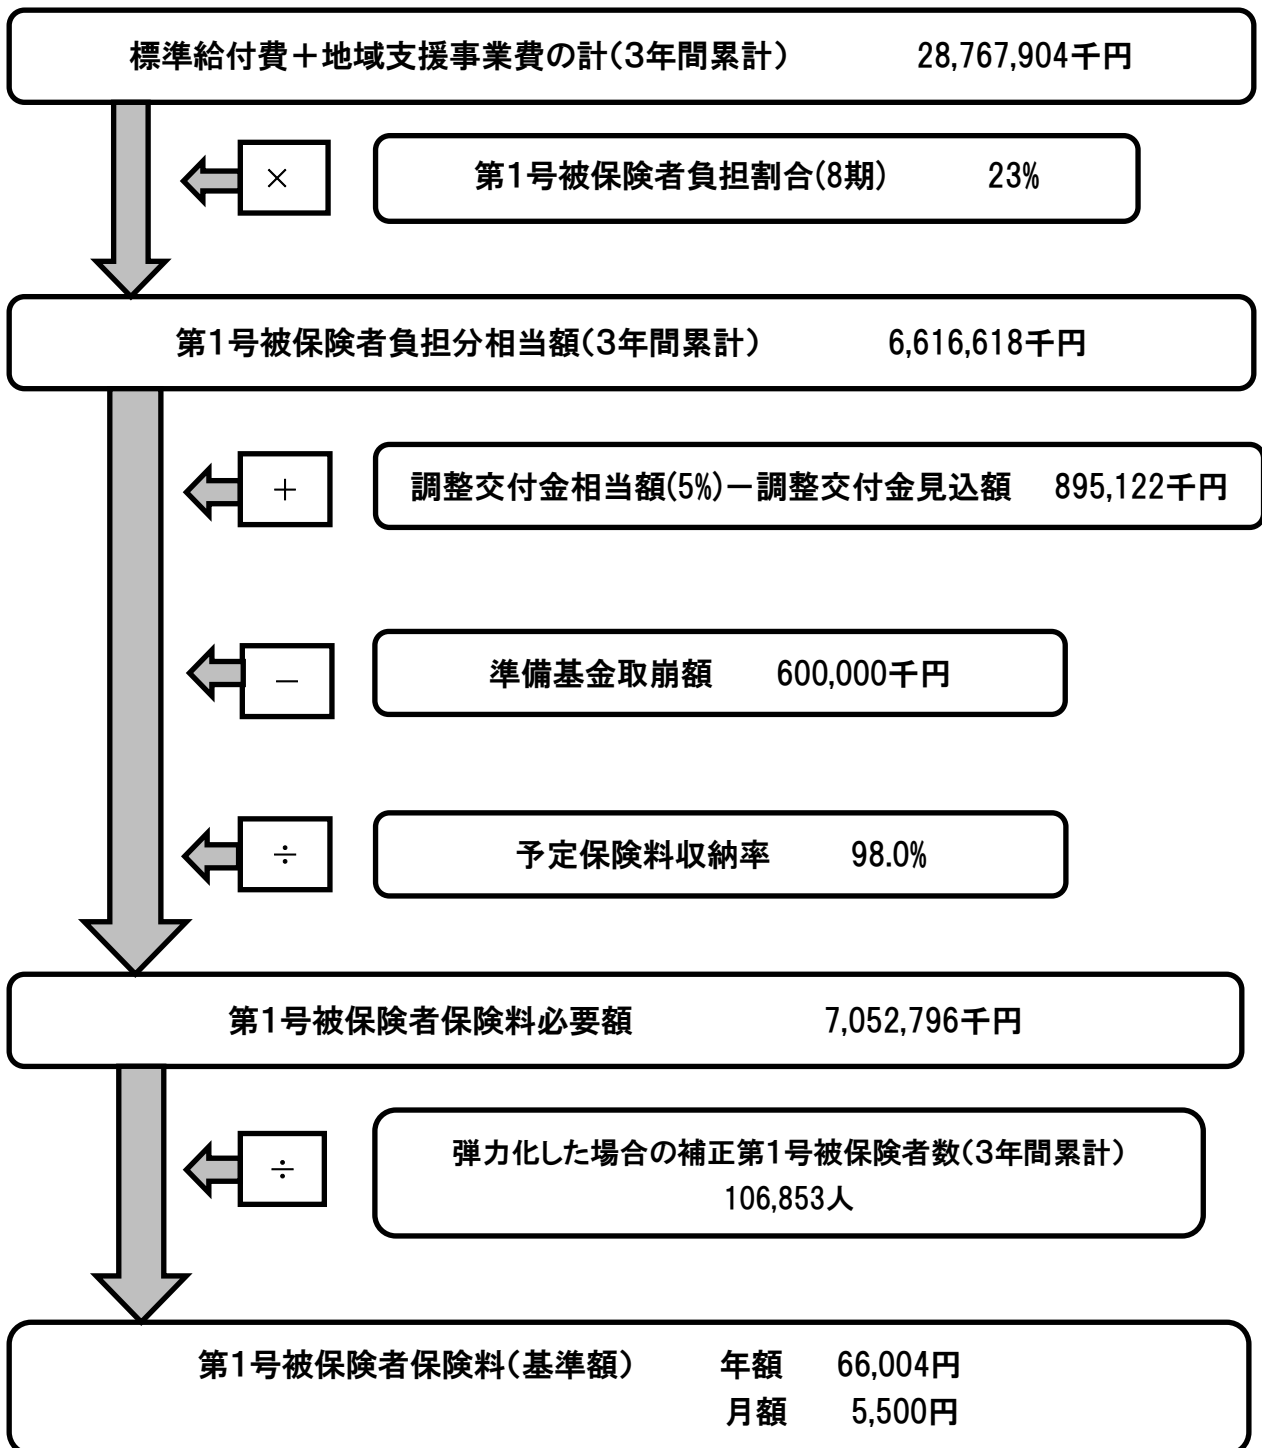 標準給付費＋地域支援事業費の計（３年間累計） 28,767,904千円
×
第１号被保険者負担割合(8期) 23%
第１号被保険者負担分相当額（３年間累計） 6,616,618千円
＋
調整交付金相当額(5%)－調整交付金見込額 895,122千円
－
準備基金取崩額 600,000千円
÷
予定保険料収納率 98.0%
第１号被保険者保険料必要額 7,052,796千円
÷
弾力化した場合の補正第１号被保険者数（３年間累計）
106,853人
第１号被保険者保険料（基準額） 年額 66,004円
月額 5,500円